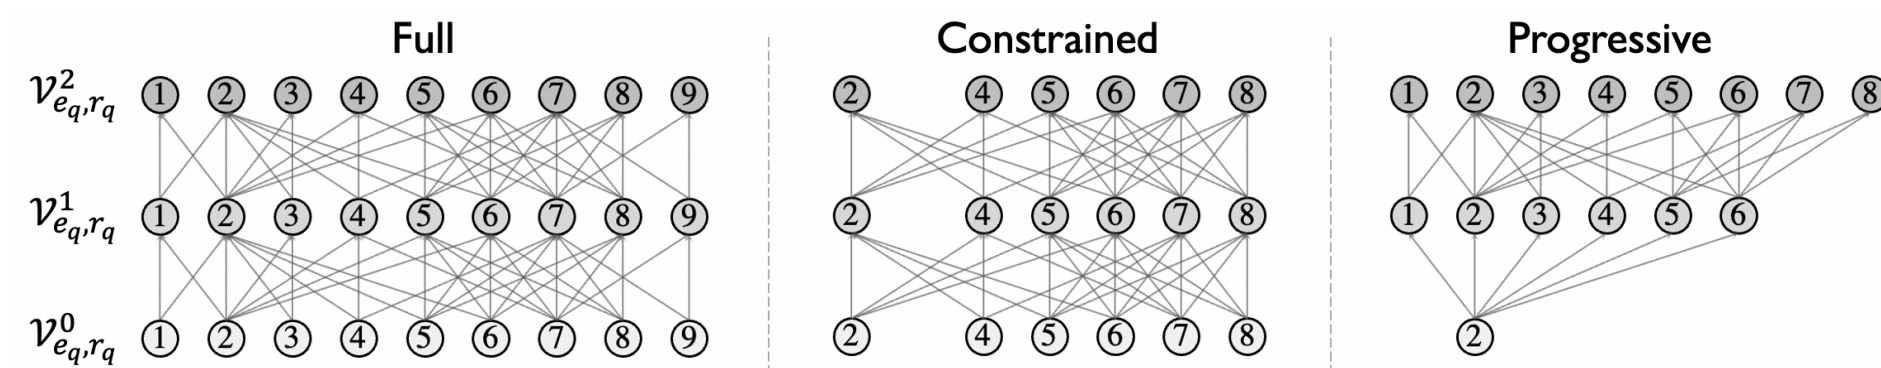 Full Constrained Progressive
𝒱²_{e_q,r_q} 1 2 3 4 5 6 7 8 9 2 4 5 6 7 8 1 2 3 4 5 6 7 8
𝒱¹_{e_q,r_q} 1 2 3 4 5 6 7 8 9 2 4 5 6 7 8 1 2 3 4 5 6
𝒱⁰_{e_q,r_q} 1 2 3 4 5 6 7 8 9 2 4 5 6 7 8 2